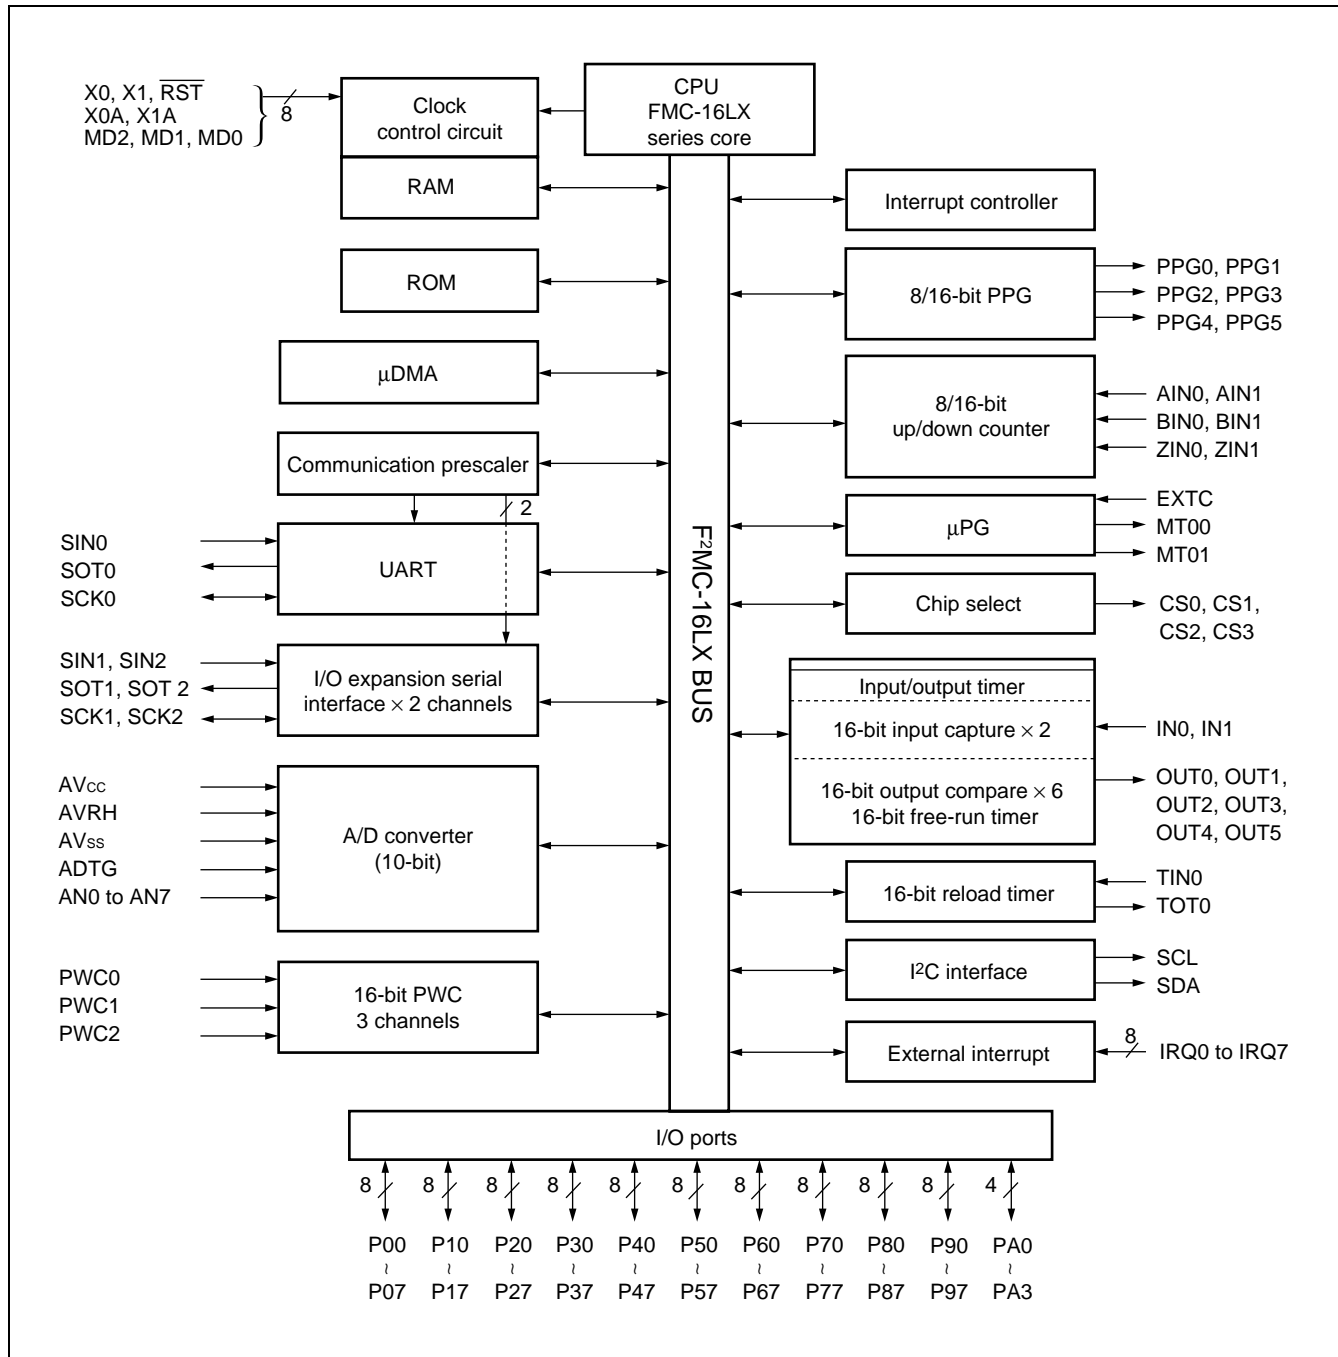 X0, X1, RST
X0A, X1A
MD2, MD1, MD0
8
Clock
control circuit
CPU
FMC-16LX
series core
RAM
ROM
μDMA
Communication prescaler
2
SIN0
SOT0
SCK0
UART
SIN1, SIN2
SOT1, SOT 2
SCK1, SCK2
I/O expansion serial
interface × 2 channels
AVCC
AVRH
AVSS
ADTG
AN0 to AN7
A/D converter
(10-bit)
PWC0
PWC1
PWC2
16-bit PWC
3 channels
F²MC-16LX BUS
Interrupt controller
8/16-bit PPG
PPG0, PPG1
PPG2, PPG3
PPG4, PPG5
8/16-bit
up/down counter
AIN0, AIN1
BIN0, BIN1
ZIN0, ZIN1
μPG
EXTC
MT00
MT01
Chip select
CS0, CS1,
CS2, CS3
Input/output timer
16-bit input capture × 2
16-bit output compare × 6
16-bit free-run timer
IN0, IN1
OUT0, OUT1,
OUT2, OUT3,
OUT4, OUT5
16-bit reload timer
TIN0
TOT0
I²C interface
SCL
SDA
External interrupt
8
IRQ0 to IRQ7
I/O ports
8 8 8 8 8 8 8 8 8 8 4
P00 P10 P20 P30 P40 P50 P60 P70 P80 P90 PA0
~ ~ ~ ~ ~ ~ ~ ~ ~ ~ ~
P07 P17 P27 P37 P47 P57 P67 P77 P87 P97 PA3